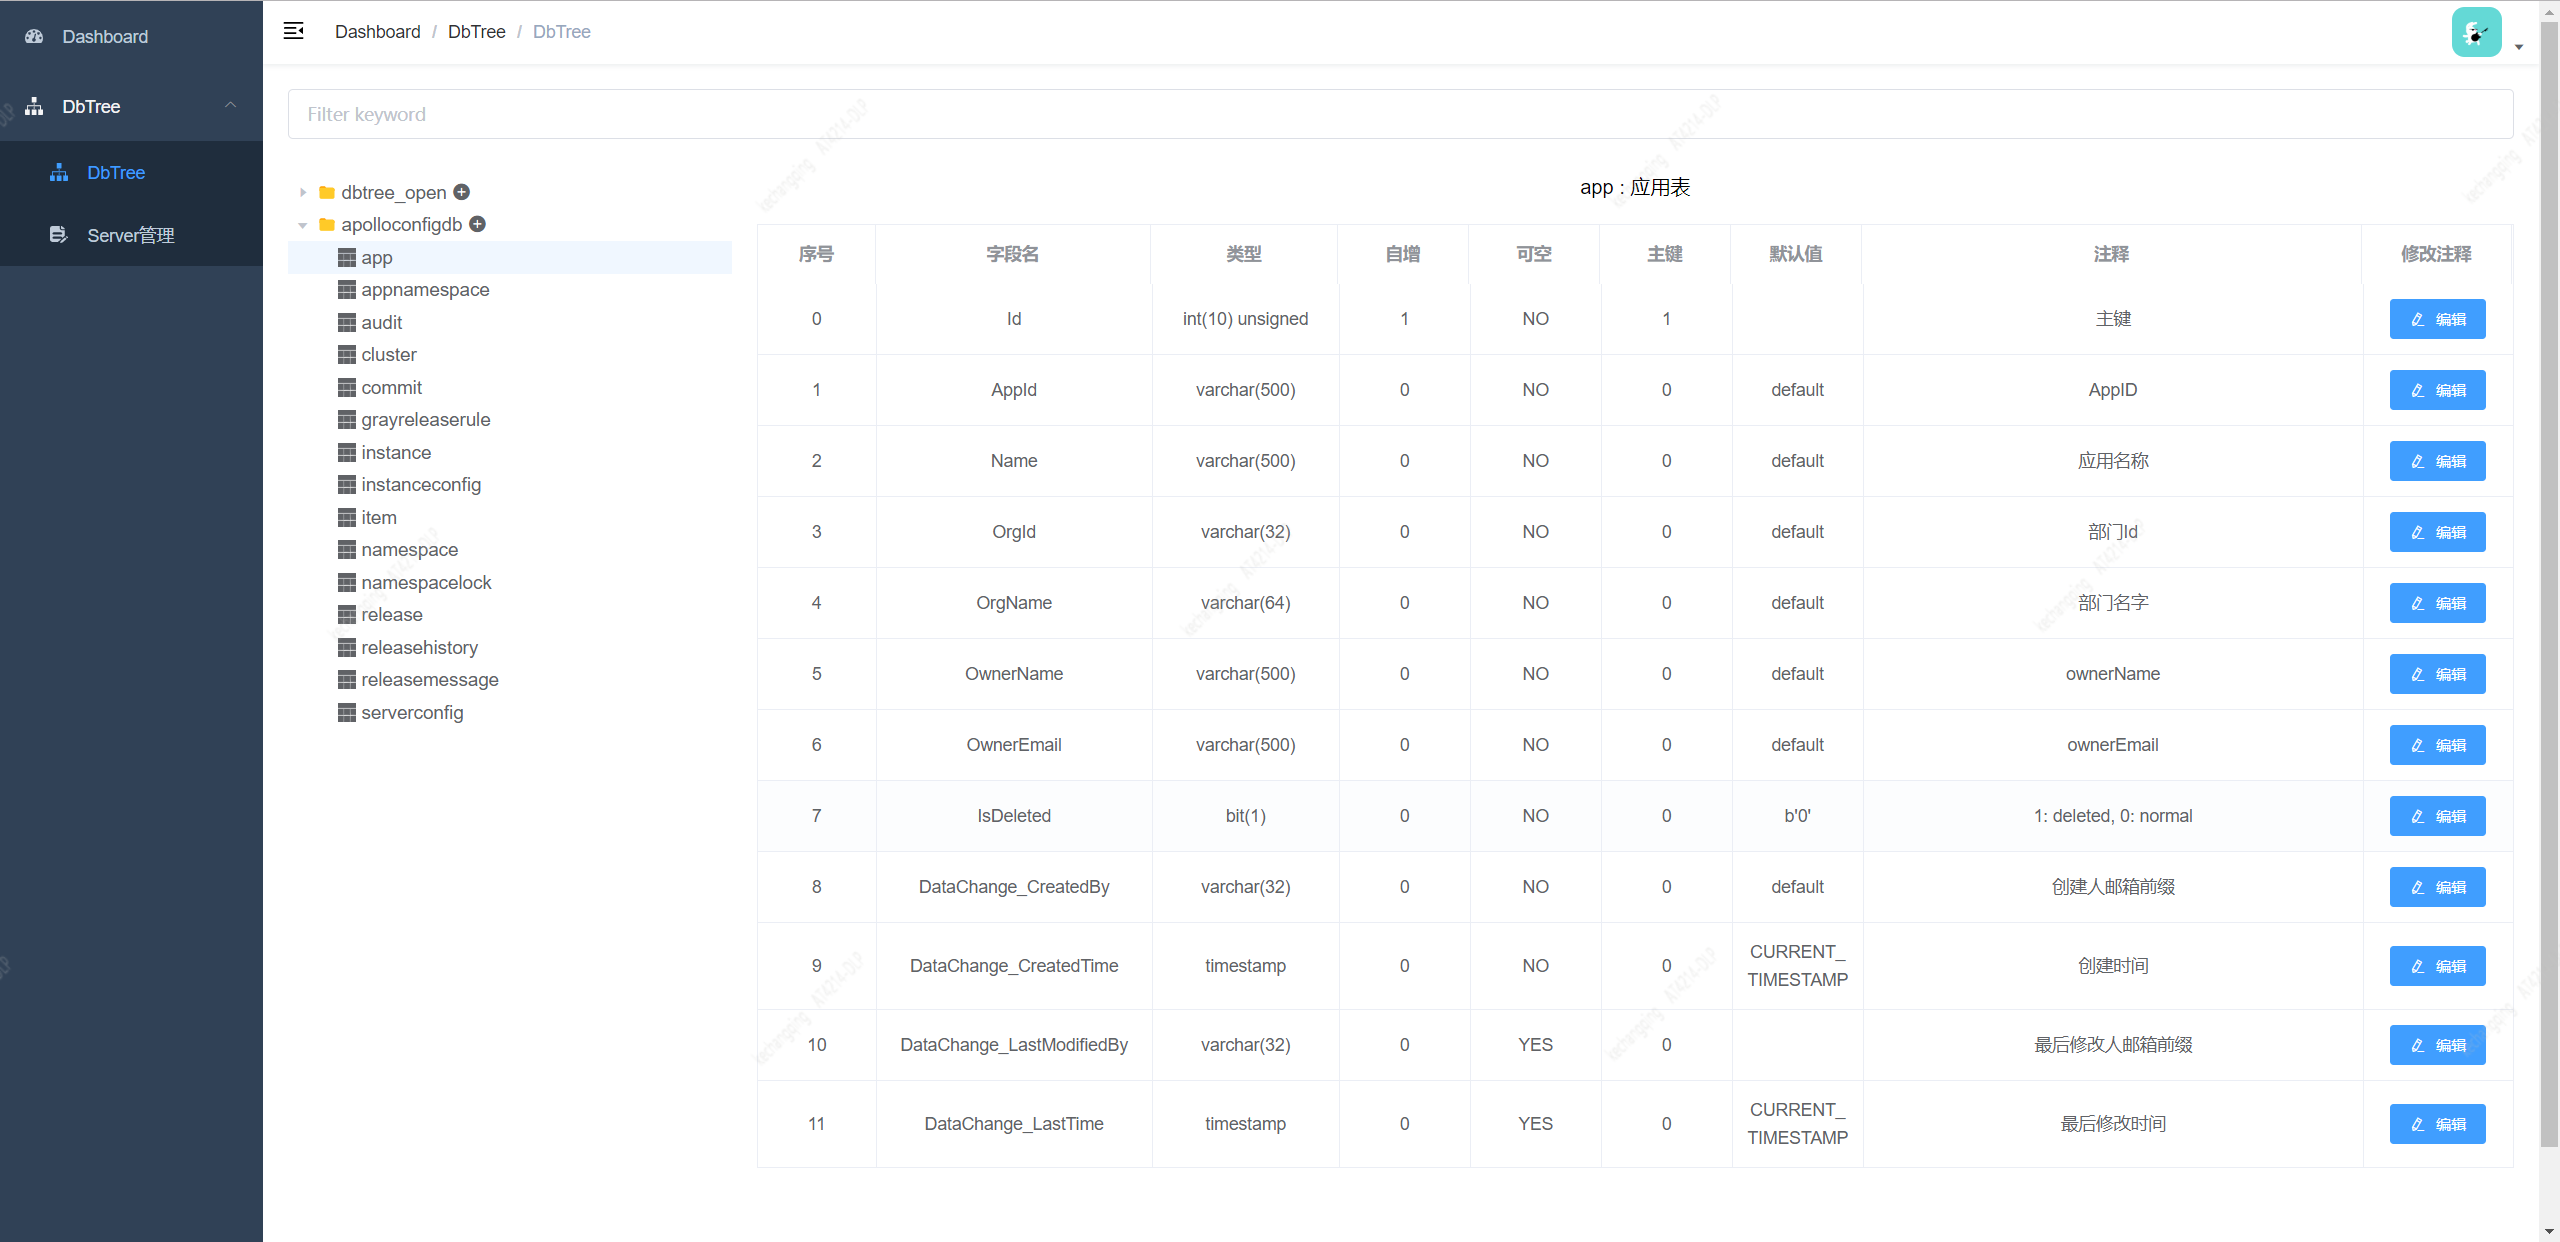 Dashboard
DbTree
DbTree
Server管理
Dashboard / DbTree / DbTree
Filter keyword
dbtree_open
apolloconfigdb
app
appnamespace
audit
cluster
commit
grayreleaserule
instance
instanceconfig
item
namespace
namespacelock
release
releasehistory
releasemessage
serverconfig
app : 应用表
序号 字段名 类型 自增 可空 主键 默认值 注释 修改注释
0 Id int(10) unsigned 1 NO 1 主键 编辑
1 AppId varchar(500) 0 NO 0 default AppID 编辑
2 Name varchar(500) 0 NO 0 default 应用名称 编辑
3 OrgId varchar(32) 0 NO 0 default 部门Id 编辑
4 OrgName varchar(64) 0 NO 0 default 部门名字 编辑
5 OwnerName varchar(500) 0 NO 0 default ownerName 编辑
6 OwnerEmail varchar(500) 0 NO 0 default ownerEmail 编辑
7 IsDeleted bit(1) 0 NO 0 b'0' 1: deleted, 0: normal 编辑
8 DataChange_CreatedBy varchar(32) 0 NO 0 default 创建人邮箱前缀 编辑
9 DataChange_CreatedTime timestamp 0 NO 0 CURRENT_TIMESTAMP 创建时间 编辑
10 DataChange_LastModifiedBy varchar(32) 0 YES 0 最后修改人邮箱前缀 编辑
11 DataChange_LastTime timestamp 0 YES 0 CURRENT_TIMESTAMP 最后修改时间 编辑